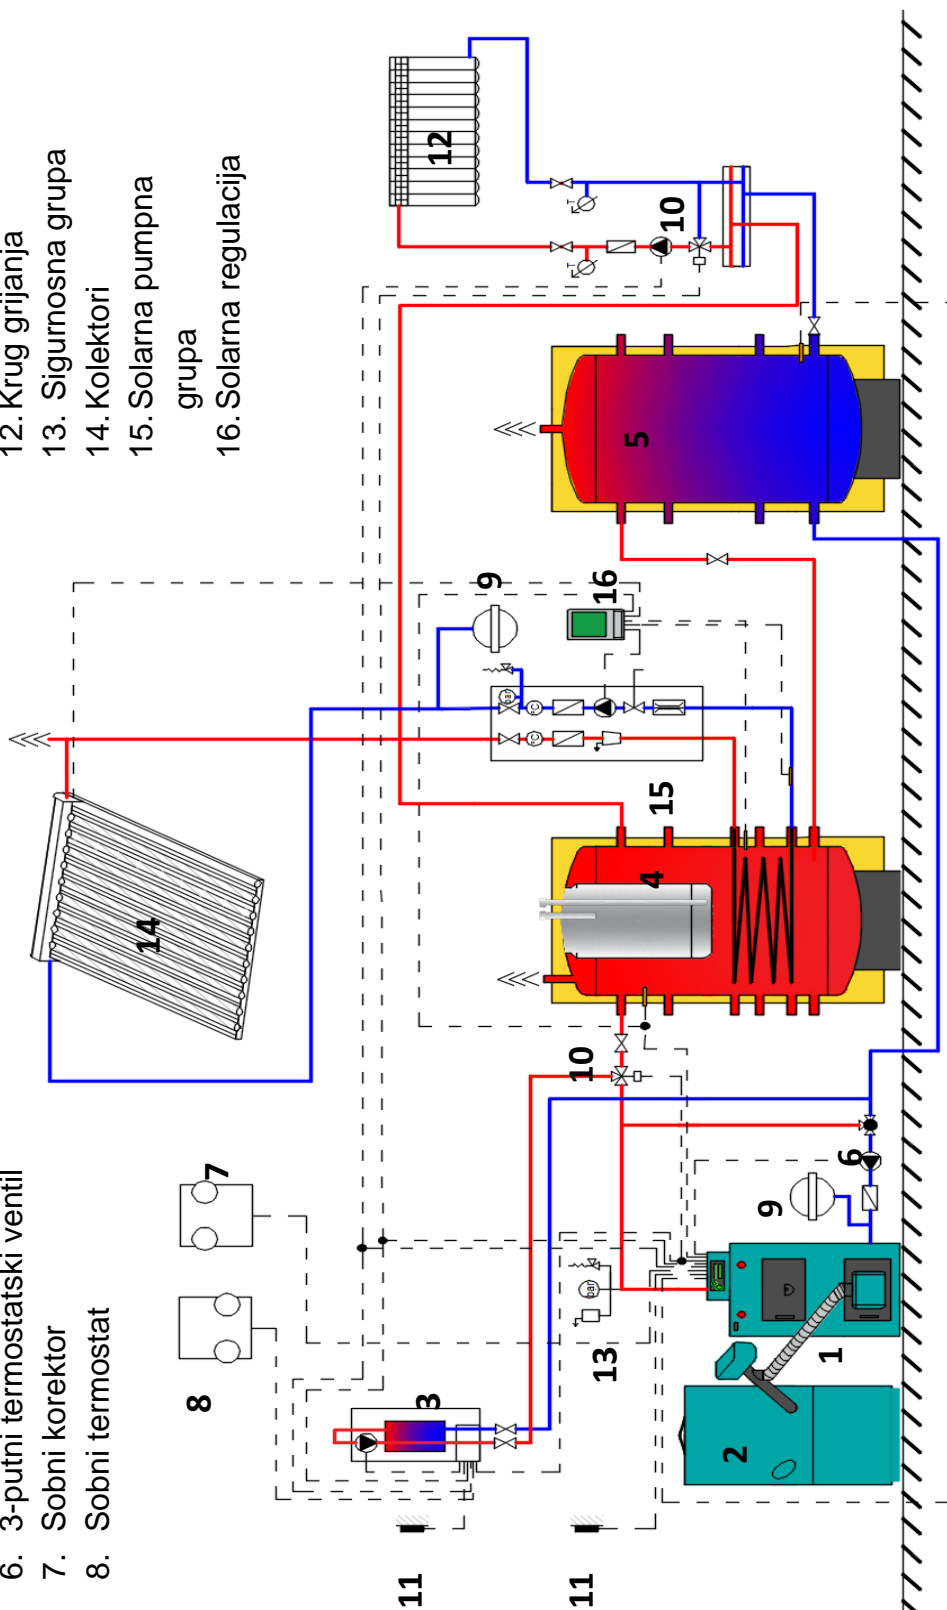 6. 3-putni termostatski ventil
7. Sobni korektor
8. Sobni termostat
12. Krug grijanja
13. Sigurnosna grupa
14. Kolektori
15. Solarna pumpna
grupa
16. Solarna regulacija
14
12
7
8
9
16
10
15
4
5
10
3
13
6
9
1
2
11
11
bar
°C
°C
bar
T
T